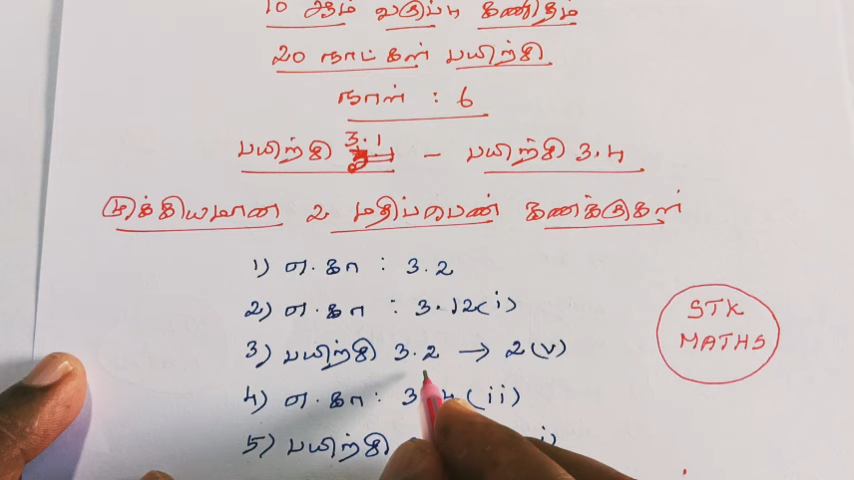 10 ஆம் வகுப்பு கணிதம்
20 நாட்கள் பயிற்சி
நாள் : 6
பயிற்சி 3.1 – பயிற்சி 3.4
முக்கியமான 2 மதிப்பெண் கணக்குகள்
1) எ.கா : 3.2
2) எ.கா : 3.12(i)
3) பயிற்சி 3.2 → 2(v)
4) எ.கா : (ii)
5) பயிற்சி
STK
MATHS